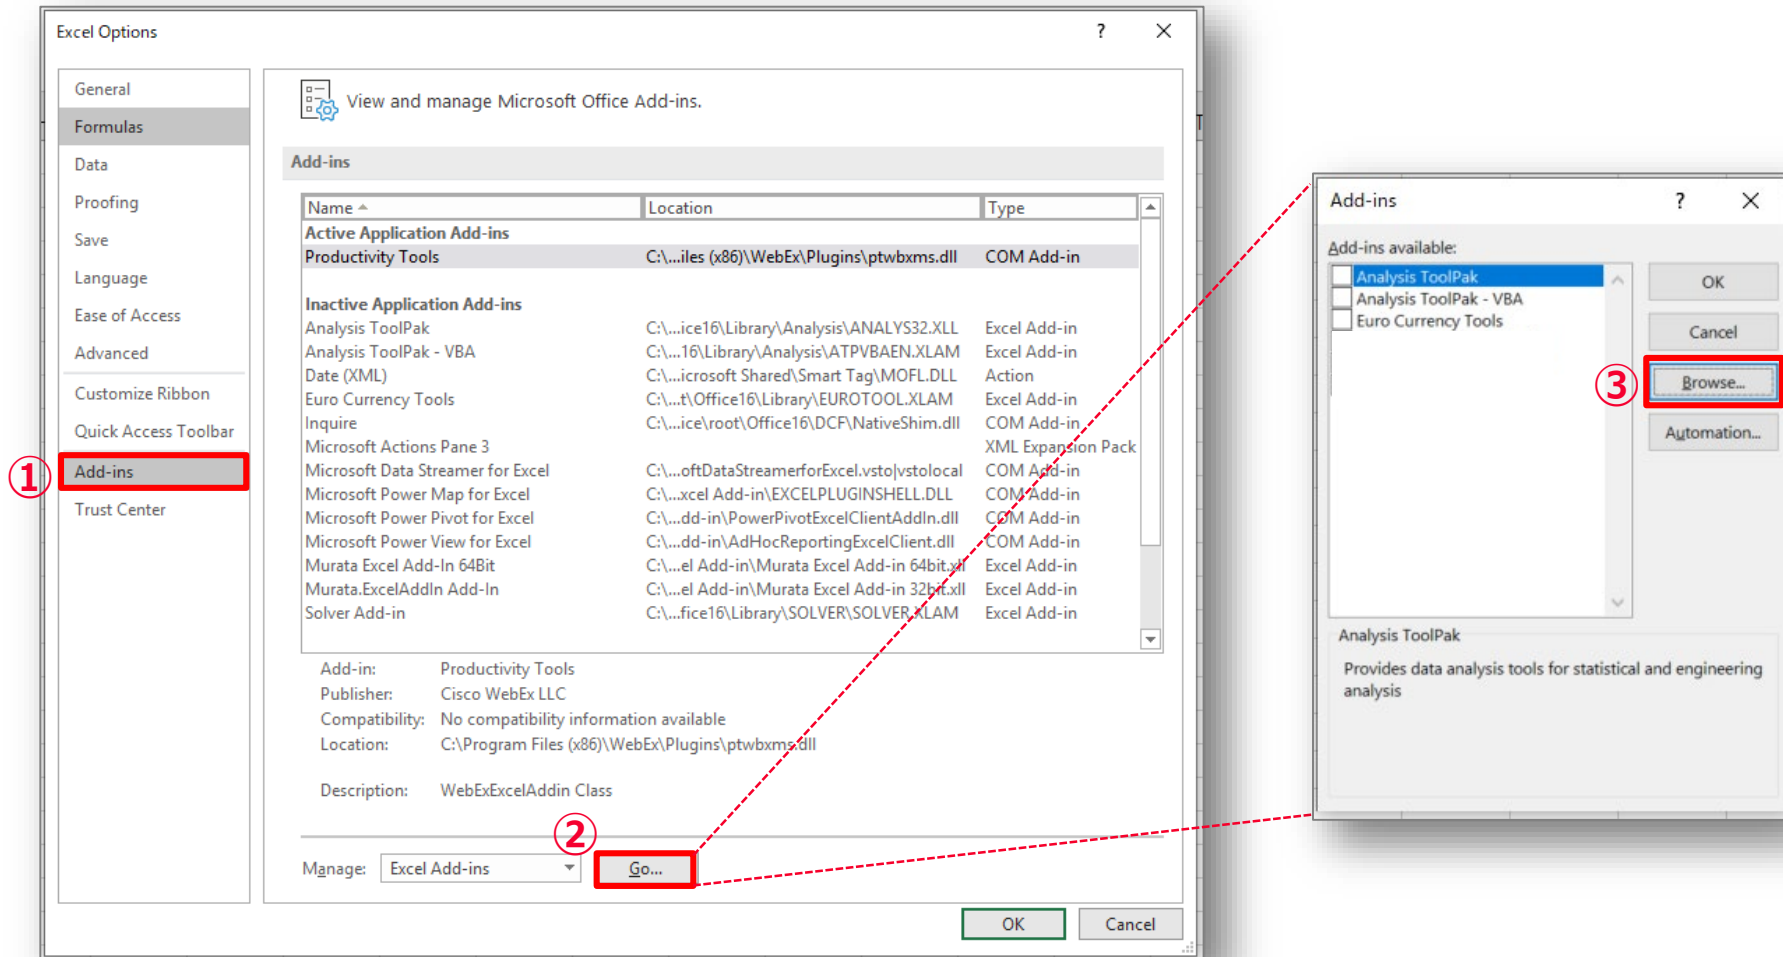 Excel Options
?
General
Formulas
Data
Proofing
Save
Language
Ease of Access
Advanced
Customize Ribbon
Quick Access Toolbar
①
Add-ins
Trust Center
View and manage Microsoft Office Add-ins.
Add-ins
Name Location Type
Active Application Add-ins
Productivity Tools C:\...iles (x86)\WebEx\Plugins\ptwbxms.dll COM Add-in
Inactive Application Add-ins
Analysis ToolPak C:\...ice16\Library\Analysis\ANALYS32.XLL Excel Add-in
Analysis ToolPak - VBA C:\...16\Library\Analysis\ATPVBAEN.XLAM Excel Add-in
Date (XML) C:\...icrosoft Shared\Smart Tag\MOFL.DLL Action
Euro Currency Tools C:\...t\Office16\Library\EUROTOOL.XLAM Excel Add-in
Inquire C:\...ice\root\Office16\DCF\NativeShim.dll COM Add-in
Microsoft Actions Pane 3 XML Expansion Pack
Microsoft Data Streamer for Excel C:\...oftDataStreamerforExcel.vsto|vstolocal COM Add-in
Microsoft Power Map for Excel C:\...xcel Add-in\EXCELPLUGINSHELL.DLL COM Add-in
Microsoft Power Pivot for Excel C:\...dd-in\PowerPivotExcelClientAddIn.dll COM Add-in
Microsoft Power View for Excel C:\...dd-in\AdHocReportingExcelClient.dll COM Add-in
Murata Excel Add-In 64Bit C:\...el Add-in\Murata Excel Add-in 64bit.xll Excel Add-in
Murata.ExcelAddIn Add-In C:\...el Add-in\Murata Excel Add-in 32bit.xll Excel Add-in
Solver Add-in C:\...fice16\Library\SOLVER\SOLVER.XLAM Excel Add-in
Add-in: Productivity Tools
Publisher: Cisco WebEx LLC
Compatibility: No compatibility information available
Location: C:\Program Files (x86)\WebEx\Plugins\ptwbxms.dll
Description: WebExExcelAddin Class
②
Manage: Excel Add-ins Go...
OK Cancel
Add-ins ?
Add-ins available:
Analysis ToolPak
Analysis ToolPak - VBA
Euro Currency Tools
OK
Cancel
③ Browse...
Automation...
Analysis ToolPak
Provides data analysis tools for statistical and engineering
analysis